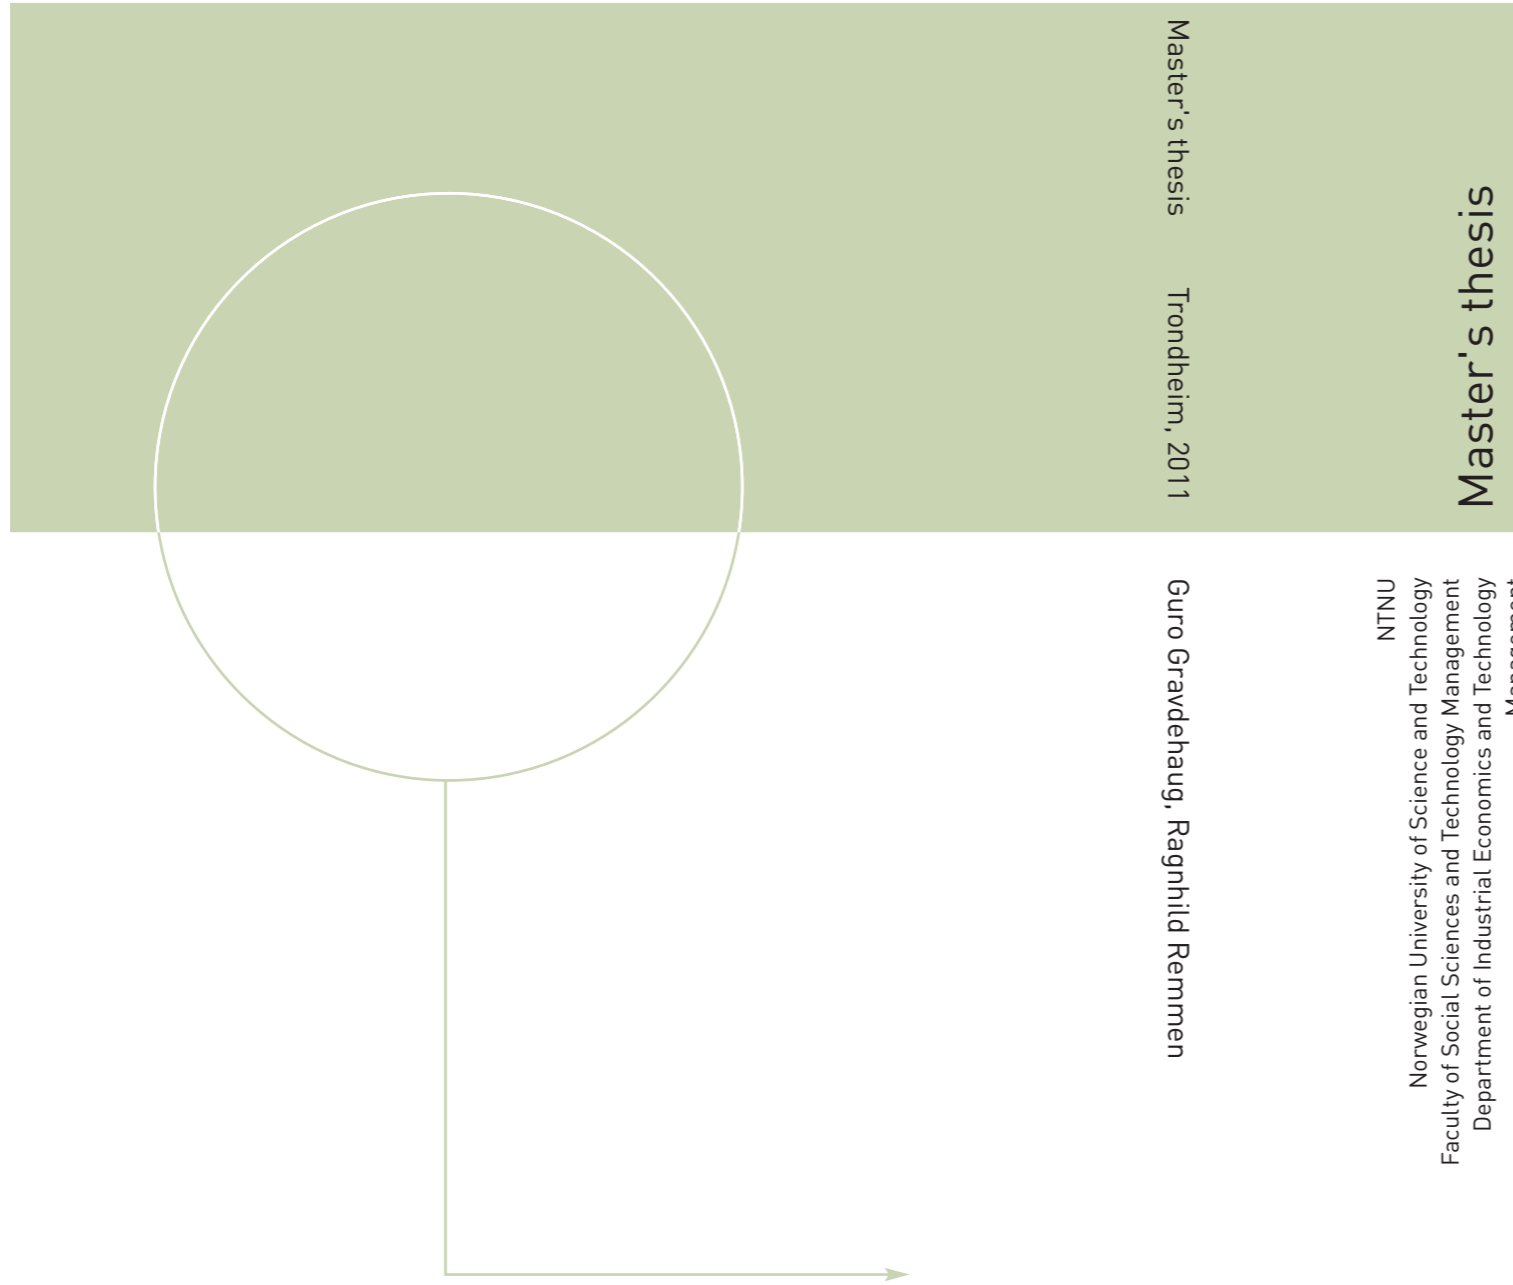 Master's thesis
Trondheim, 2011
Guro Gravdehaug, Ragnhild Remmen
Master's thesis
NTNU
Norwegian University of Science and Technology
Faculty of Social Sciences and Technology Management
Department of Industrial Economics and Technology
Management